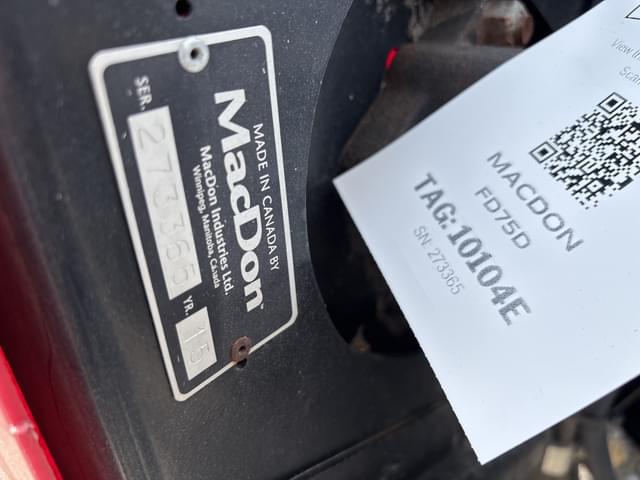 MADE IN CANADA BY
MacDon
MacDon Industries Ltd.
Winnipeg, Manitoba, Canada
SER. 273365 YR. 15
MACDON
FD75D
TAG:10104E
SN: 273365